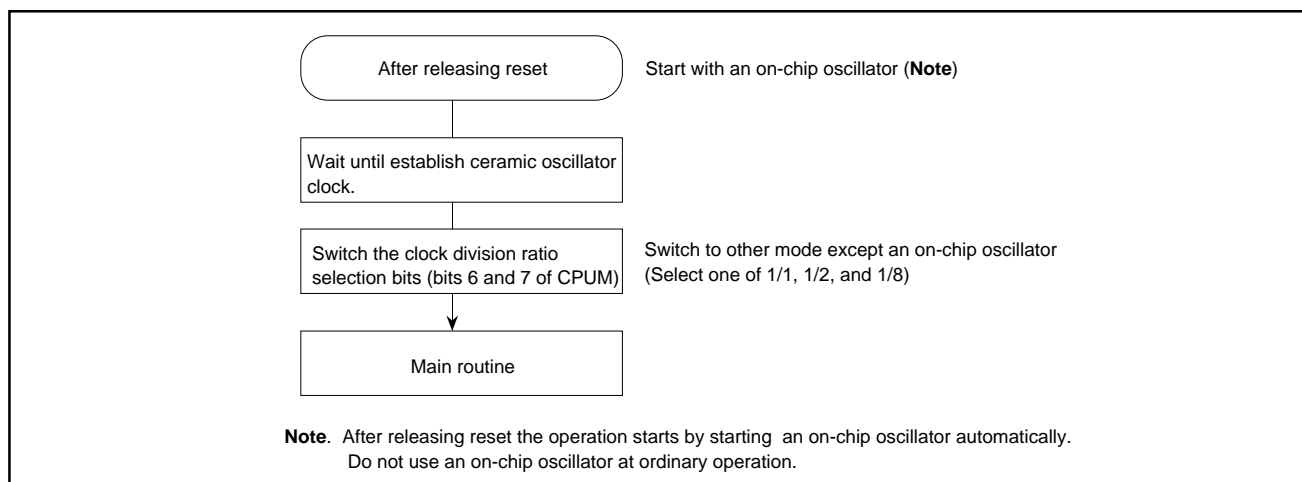 After releasing reset
Start with an on-chip oscillator (Note)
Wait until establish ceramic oscillator
clock.
Switch the clock division ratio
selection bits (bits 6 and 7 of CPUM)
Switch to other mode except an on-chip oscillator
(Select one of 1/1, 1/2, and 1/8)
Main routine
Note. After releasing reset the operation starts by starting an on-chip oscillator automatically.
Do not use an on-chip oscillator at ordinary operation.